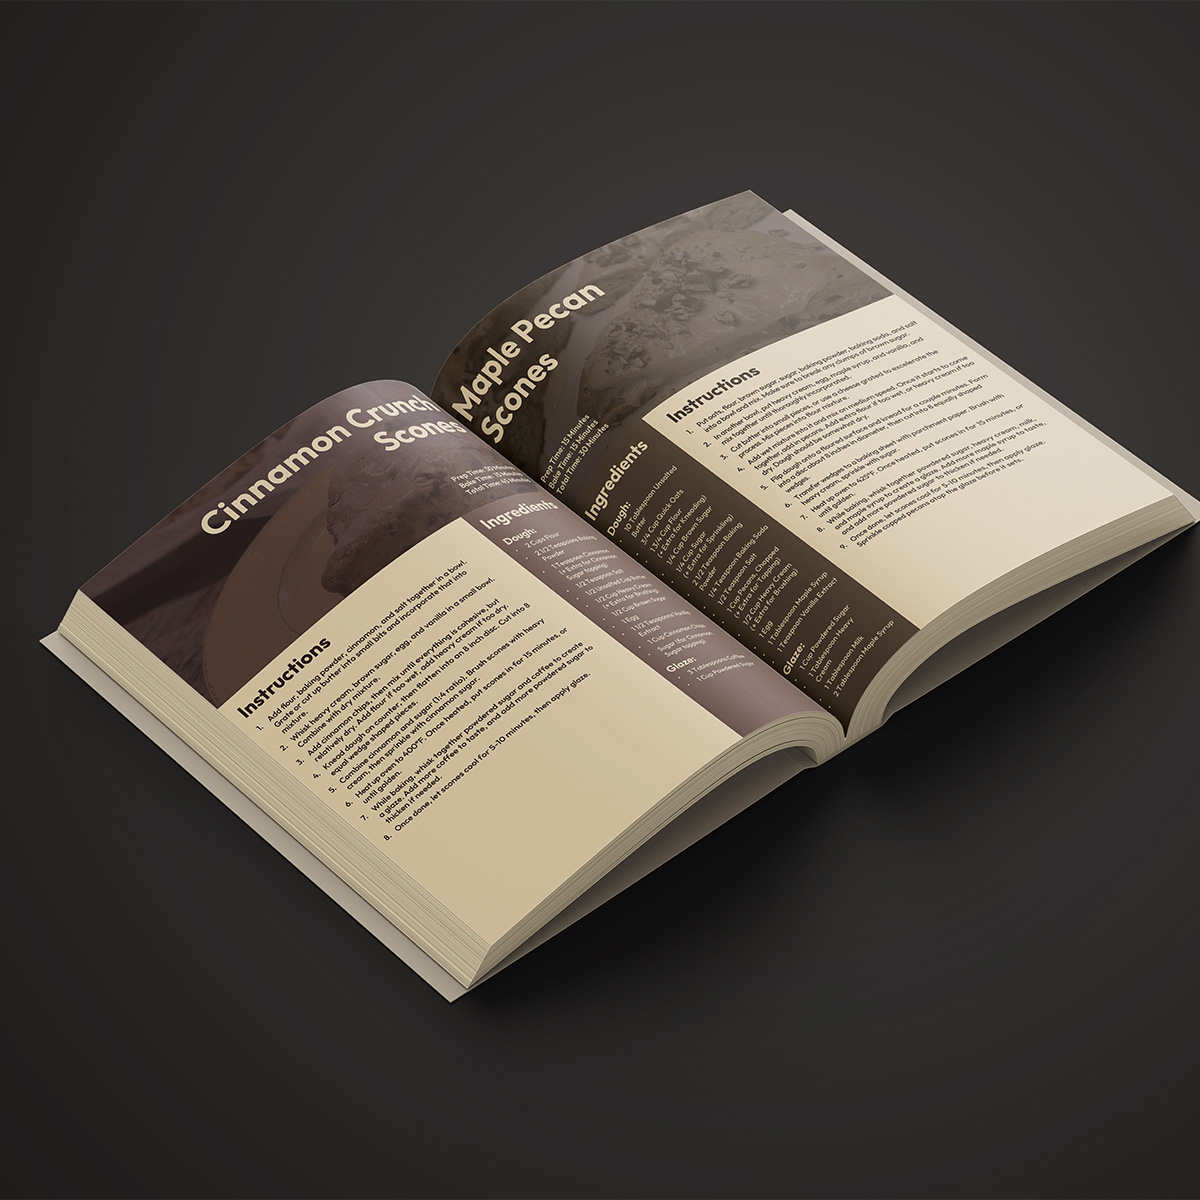 Cinnamon Crunch
Scones
Prep Time: 30 Minutes
Bake Time: 15 Minutes
Total Time: 45 Minutes
Ingredients
Dough:
2 Cups Flour
2 1/2 Teaspoons Baking
Powder
1 Teaspoon Cinnamon
(+ Extra for Cinnamon
Sugar topping)
1/2 Teaspoon Salt
1/2 Unsalted Cup Butter
1/2 Cup Heavy Cream
(+ Extra for Brushing)
1/2 Cup Brown Sugar
1 Egg
1 1/2 Teaspoons Vanilla
Extract
1 Cup Cinnamon Chips
Sugar (for Cinnamon
Sugar topping)
Glaze:
3 Tablespoons Coffee
1 Cup Powdered Sugar
Instructions
1. Add flour, baking powder, cinnamon, and salt together in a bowl.
Grate or cut up butter into small bits and incorporate that into
mixture.
2. Whisk heavy cream, brown sugar, egg, and vanilla in a small bowl.
Combine with dry mixture.
3. Add cinnamon chips, then mix until everything is cohesive, but
relatively dry. Add flour if too wet, add heavy cream if too dry.
4. Knead dough on counter, then flatten into an 8 inch disc. Cut into 8
equal wedge shaped pieces.
5. Combine cinnamon and sugar (1:4 ratio). Brush scones with heavy
cream, then sprinkle with cinnamon sugar.
6. Heat up oven to 400°F. Once heated, put scones in for 15 minutes, or
until golden.
7. While baking, whisk together powdered sugar and coffee to create
a glaze. Add more coffee to taste, and add more powdered sugar to
thicken if needed.
8. Once done, let scones cool for 5-10 minutes, then apply glaze.
Maple Pecan
Scones
Prep Time: 15 Minutes
Bake Time: 15 Minutes
Total Time: 30 Minutes
Ingredients
Dough:
10 Tablespoon Unsalted
Butter
3/4 Cup Quick Oats
1 3/4 Cup Flour
(+ Extra for Kneading)
1/4 Cup Brown Sugar
1/4 Cup Sugar
(+ Extra for Sprinkling)
2 1/2 Teaspoon Baking
Powder
1/4 Teaspoon Baking Soda
1/2 Teaspoon Salt
1 Cup Pecans, Chopped
(+ Extra for Topping)
1/2 Cup Heavy Cream
(+ Extra for Brushing)
1 Egg
1 Tablespoon Maple Syrup
1 Teaspoon Vanilla Extract
Glaze:
1 Cup Powdered Sugar
1 Tablespoon Heavy
Cream
1 Tablespoon Milk
2 Tablespoon Maple Syrup
Instructions
1. Put oats, flour, brown sugar, sugar, baking powder, baking soda, and salt
into a bowl and mix. Make sure to break any clumps of brown sugar.
2. In another bowl, put heavy cream, egg, maple syrup, and vanilla, and
mix together until thoroughly incorporated.
3. Cut butter into small pieces, or use a cheese grated to excelerate the
process. Mix pieces into flour mixture.
4. Add wet mixture into it and mix on medium speed. Once it starts to come
together, add in pecans. Add extra flour if too wet, or heavy cream if too
dry. Dough should be somewhat dry.
5. Flip dough onto a floured surface and knead for a couple minutes. Form
into a disc about 8 inches in diameter, then cut into 8 equally shaped
wedges.
6. Transfer wedges to a baking sheet with parchment paper. Brush with
heavy cream, sprinkle with sugar.
7. Heat up oven to 425°F. Once heated, put scones in for 15 minutes, or
until golden.
8. While baking, whisk together powdered sugar, heavy cream, milk,
and maple syrup to create a glaze. Add more maple syrup to taste,
and add more powdered sugar to thicken if needed.
9. Once done, let scones cool for 5-10 minutes, then apply glaze.
Sprinkle copped pecans atop the glaze before it sets.